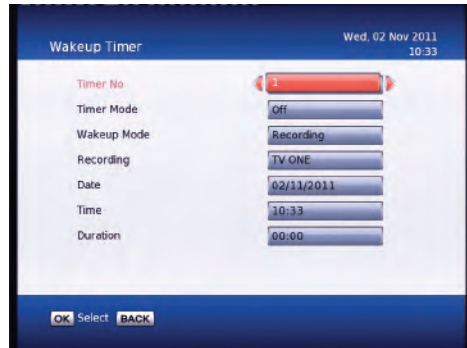 Wakeup Timer
Wed, 02 Nov 2011
10:33
Timer No 1
Timer Mode Off
Wakeup Mode Recording
Recording TV ONE
Date 02/11/2011
Time 10:33
Duration 00:00
OK Select BACK